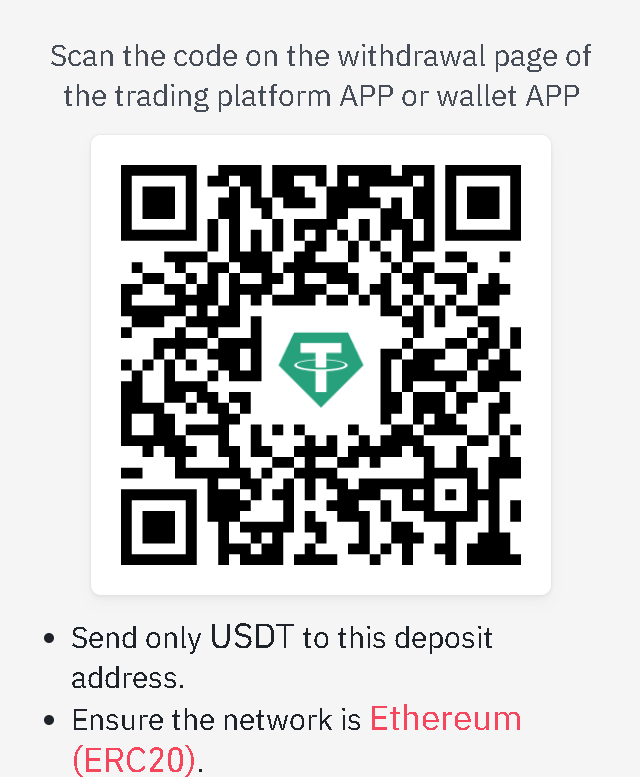 Scan the code on the withdrawal page of
the trading platform APP or wallet APP
T
• Send only USDT to this deposit
address.
• Ensure the network is Ethereum
(ERC20).